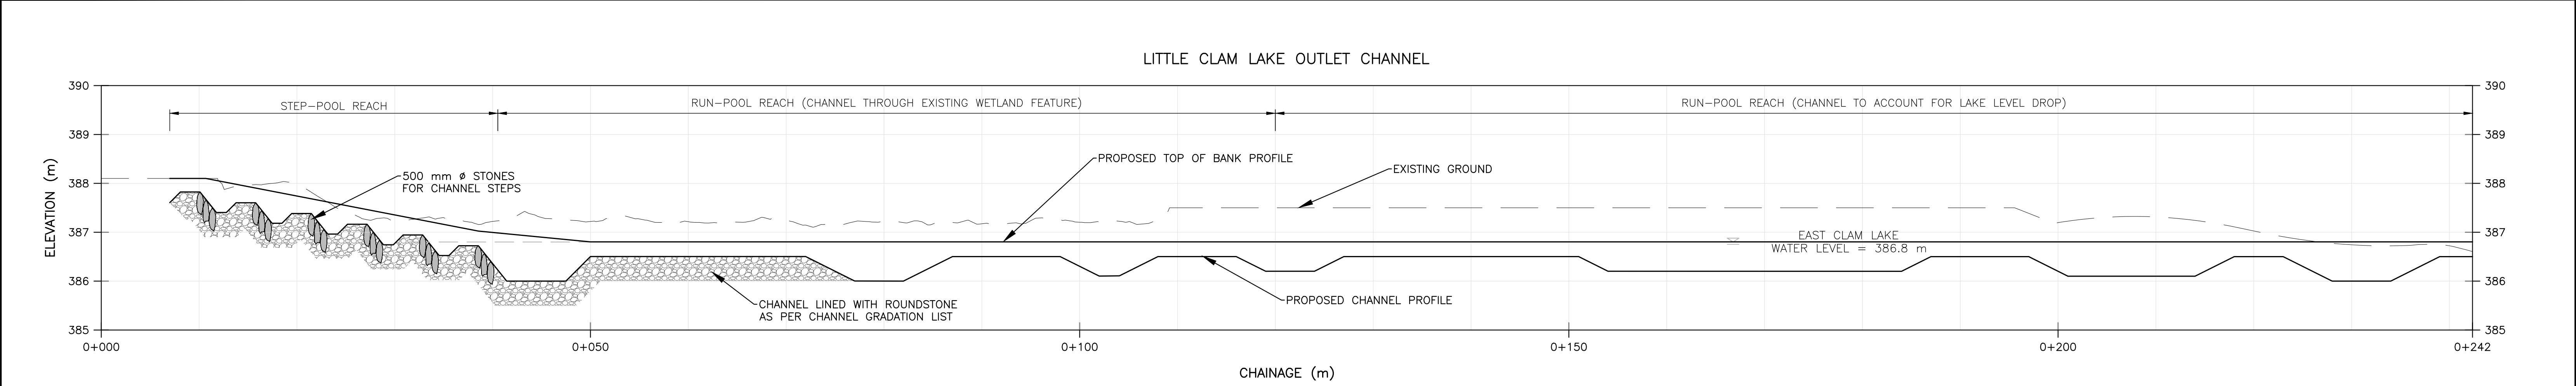 LITTLE CLAM LAKE OUTLET CHANNEL
390
390
STEP-POOL REACH
RUN-POOL REACH (CHANNEL THROUGH EXISTING WETLAND FEATURE)
RUN-POOL REACH (CHANNEL TO ACCOUNT FOR LAKE LEVEL DROP)
389
389
PROPOSED TOP OF BANK PROFILE
EXISTING GROUND
500 mm ø STONES
FOR CHANNEL STEPS
388
388
ELEVATION (m)
387
387
EAST CLAM LAKE
WATER LEVEL = 386.8 m
386
386
CHANNEL LINED WITH ROUNDSTONE
AS PER CHANNEL GRADATION LIST
PROPOSED CHANNEL PROFILE
385
385
0+000
0+050
0+100
0+150
0+200
0+242
CHAINAGE (m)